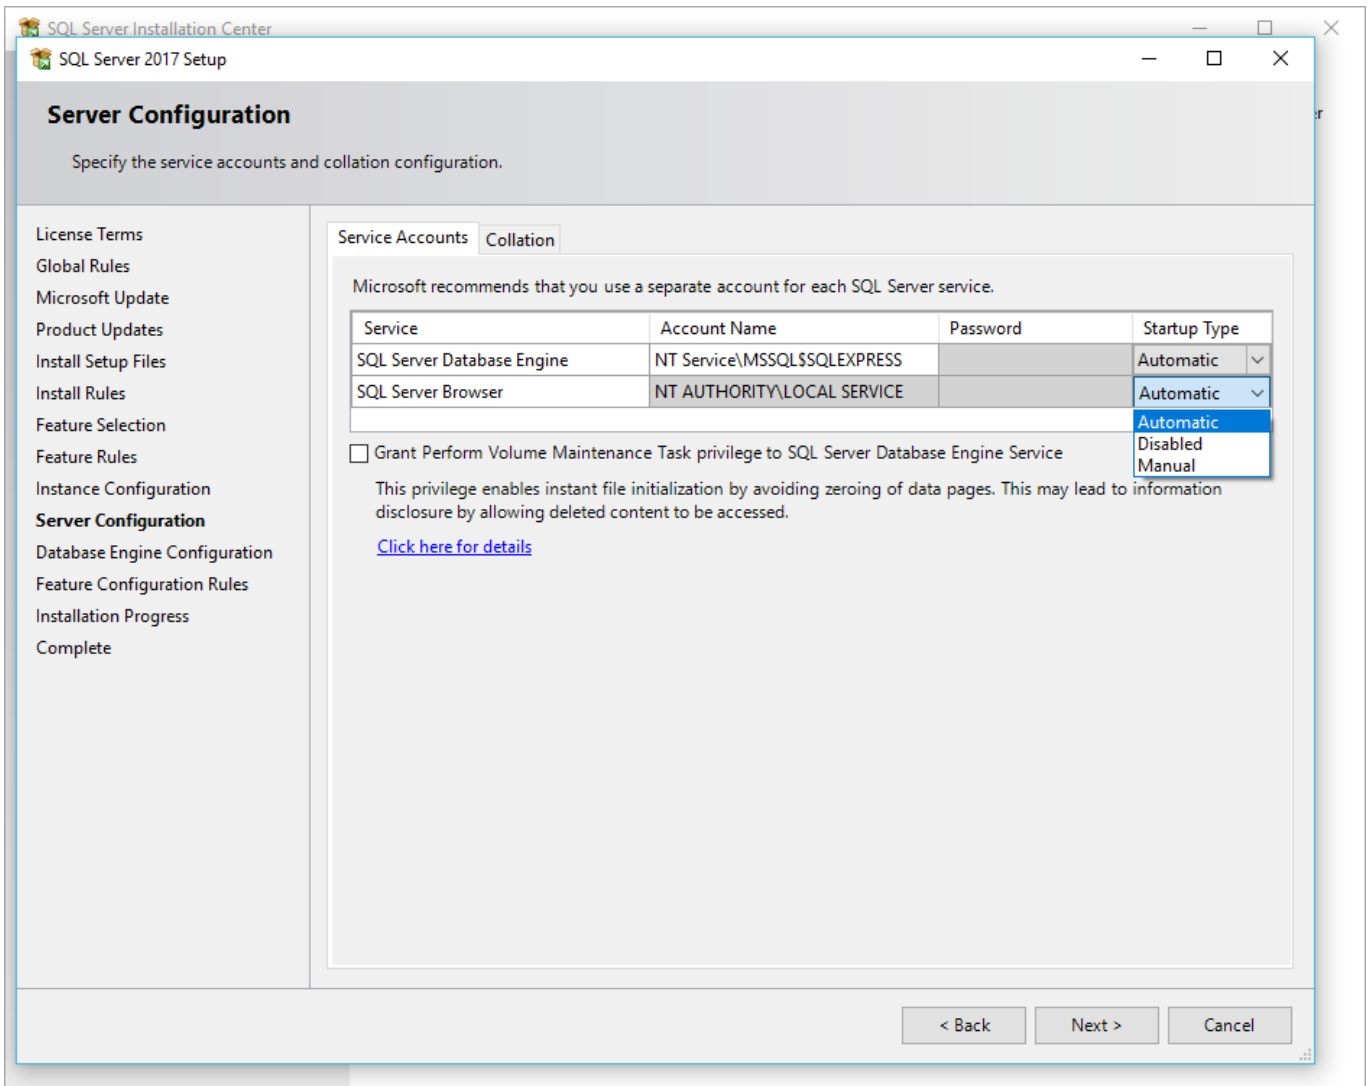 SQL Server Installation Center
SQL Server 2017 Setup
Server Configuration
er
Specify the service accounts and collation configuration.
License Terms
Global Rules
Microsoft Update
Product Updates
Install Setup Files
Install Rules
Feature Selection
Feature Rules
Instance Configuration
Server Configuration
Database Engine Configuration
Feature Configuration Rules
Installation Progress
Complete
Service Accounts Collation
Microsoft recommends that you use a separate account for each SQL Server service.
Service Account Name Password Startup Type
SQL Server Database Engine NT Service\MSSQL$SQLEXPRESS Automatic
SQL Server Browser NT AUTHORITY\LOCAL SERVICE Automatic
Automatic
Disabled
Manual
Grant Perform Volume Maintenance Task privilege to SQL Server Database Engine Service
This privilege enables instant file initialization by avoiding zeroing of data pages. This may lead to information
disclosure by allowing deleted content to be accessed.
Click here for details
< Back Next > Cancel